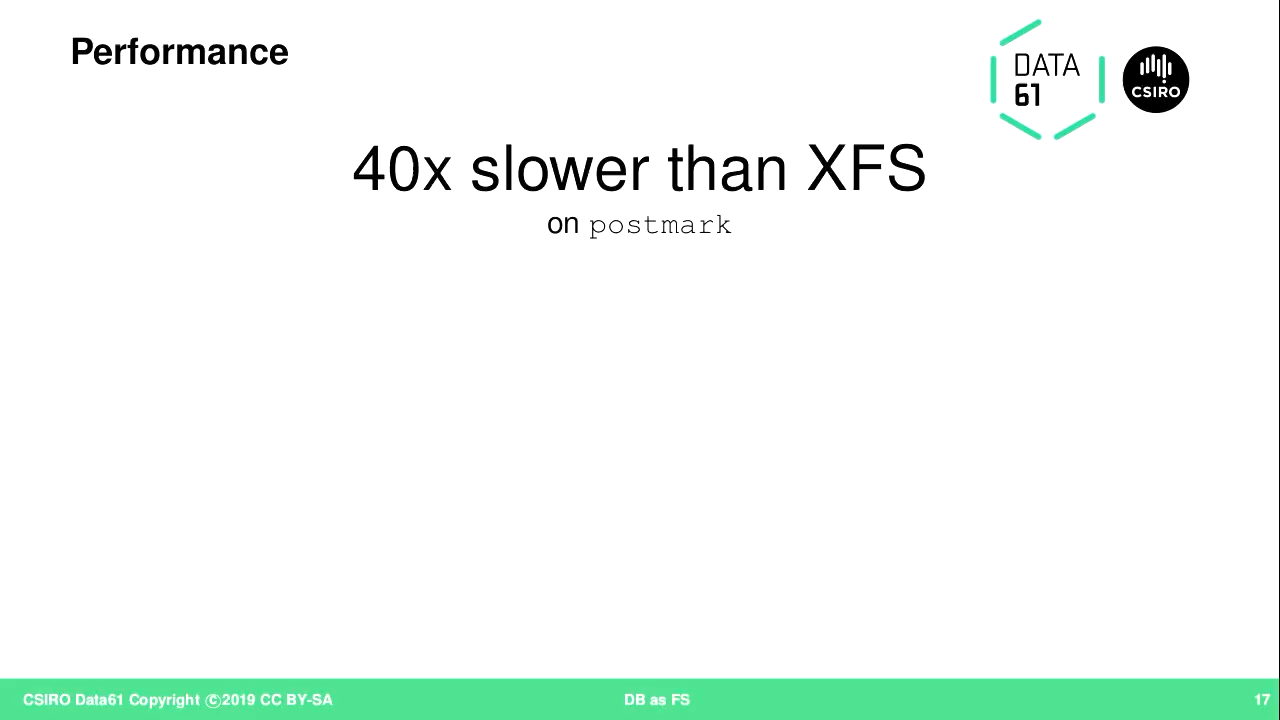 Performance
DATA
61
CSIRO
40x slower than XFS
on postmark
CSIRO Data61 Copyright ©2019 CC BY-SA
DB as FS
17